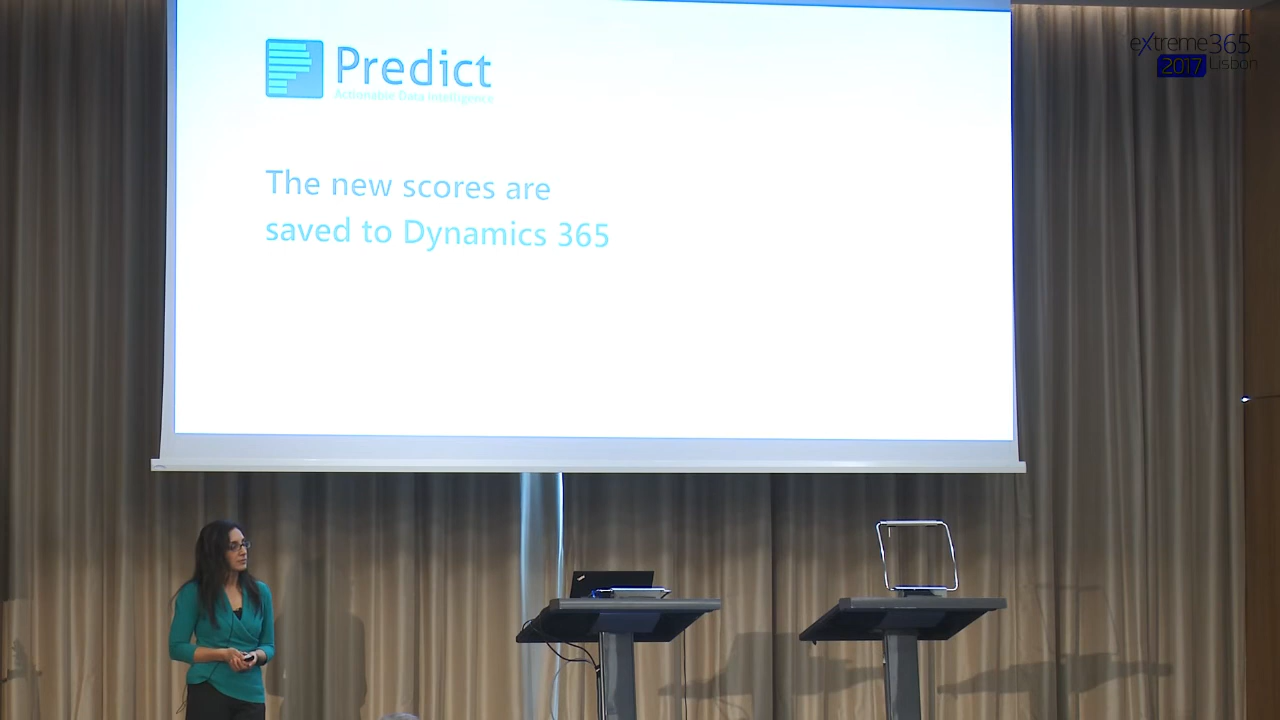 Predict
Actionable Data Intelligence
The new scores are
saved to Dynamics 365
eXtreme365
2017 Lisbon